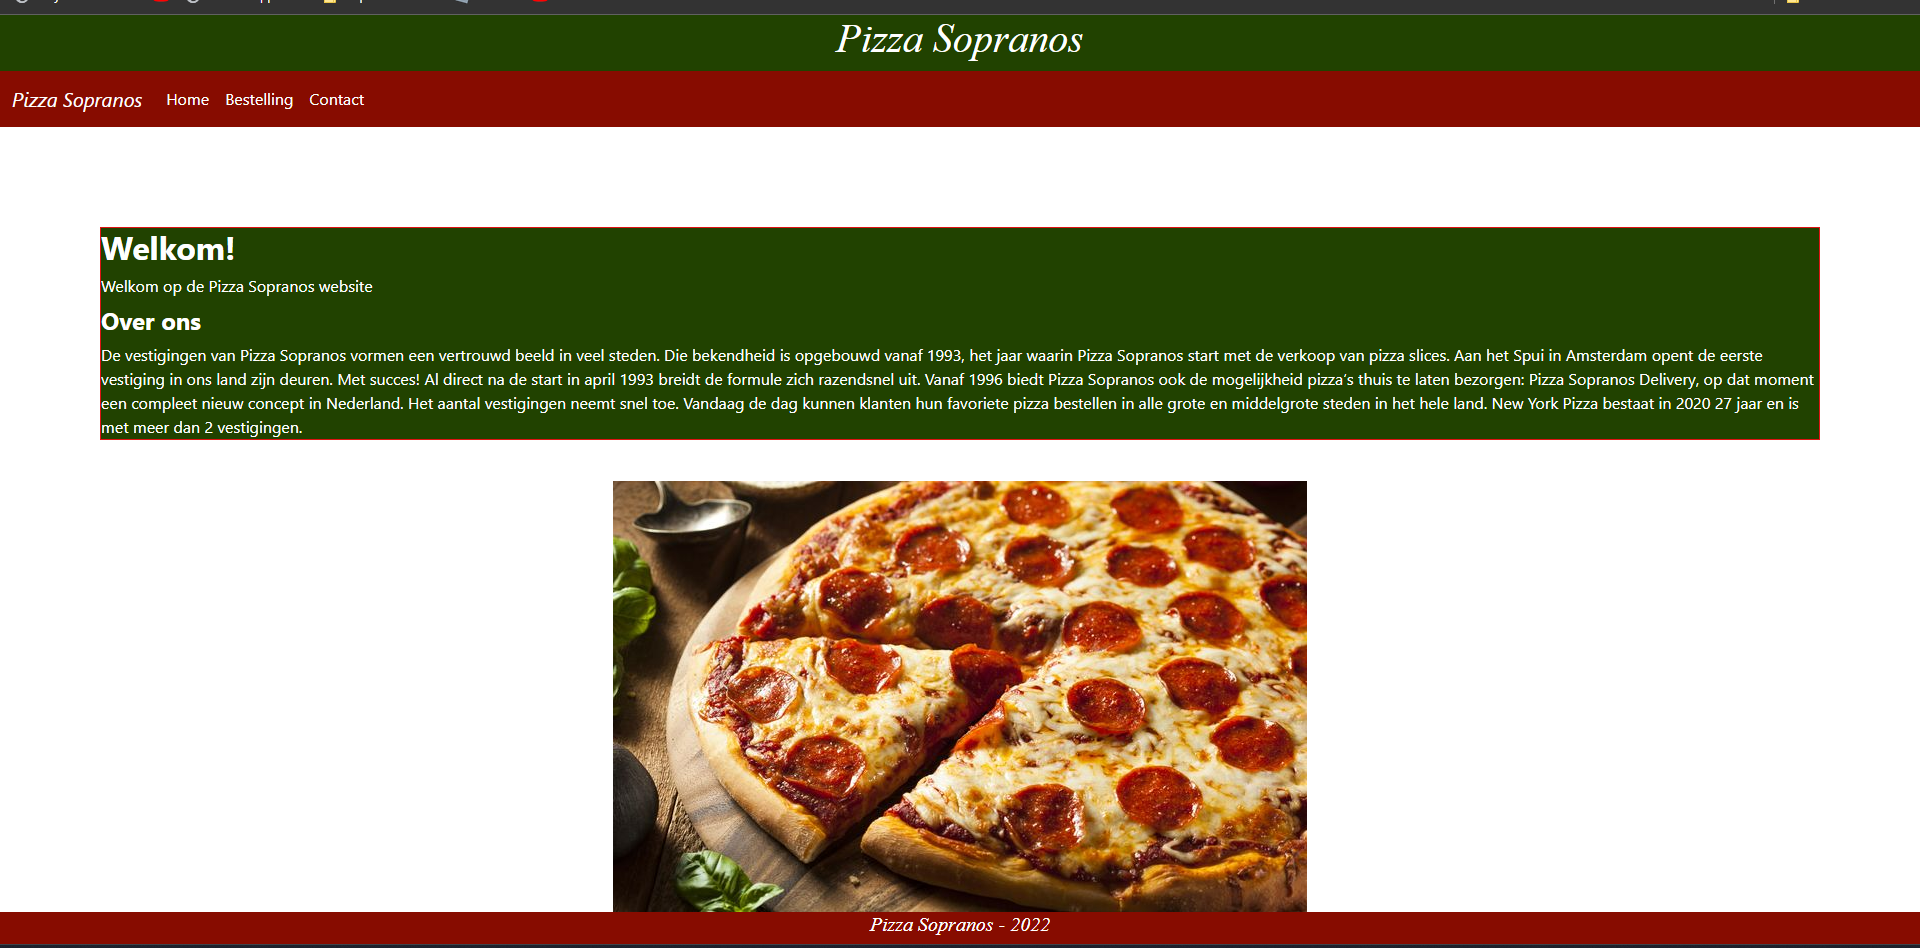 Pizza Sopranos
Pizza Sopranos Home Bestelling Contact
Welkom!
Welkom op de Pizza Sopranos website
Over ons
De vestigingen van Pizza Sopranos vormen een vertrouwd beeld in veel steden. Die bekendheid is opgebouwd vanaf 1993, het jaar waarin Pizza Sopranos start met de verkoop van pizza slices. Aan het Spui in Amsterdam opent de eerste
vestiging in ons land zijn deuren. Met succes! Al direct na de start in april 1993 breidt de formule zich razendsnel uit. Vanaf 1996 biedt Pizza Sopranos ook de mogelijkheid pizza's thuis te laten bezorgen: Pizza Sopranos Delivery, op dat moment
een compleet nieuw concept in Nederland. Het aantal vestigingen neemt snel toe. Vandaag de dag kunnen klanten hun favoriete pizza bestellen in alle grote en middelgrote steden in het hele land. New York Pizza bestaat in 2020 27 jaar en is
met meer dan 2 vestigingen.
Pizza Sopranos - 2022